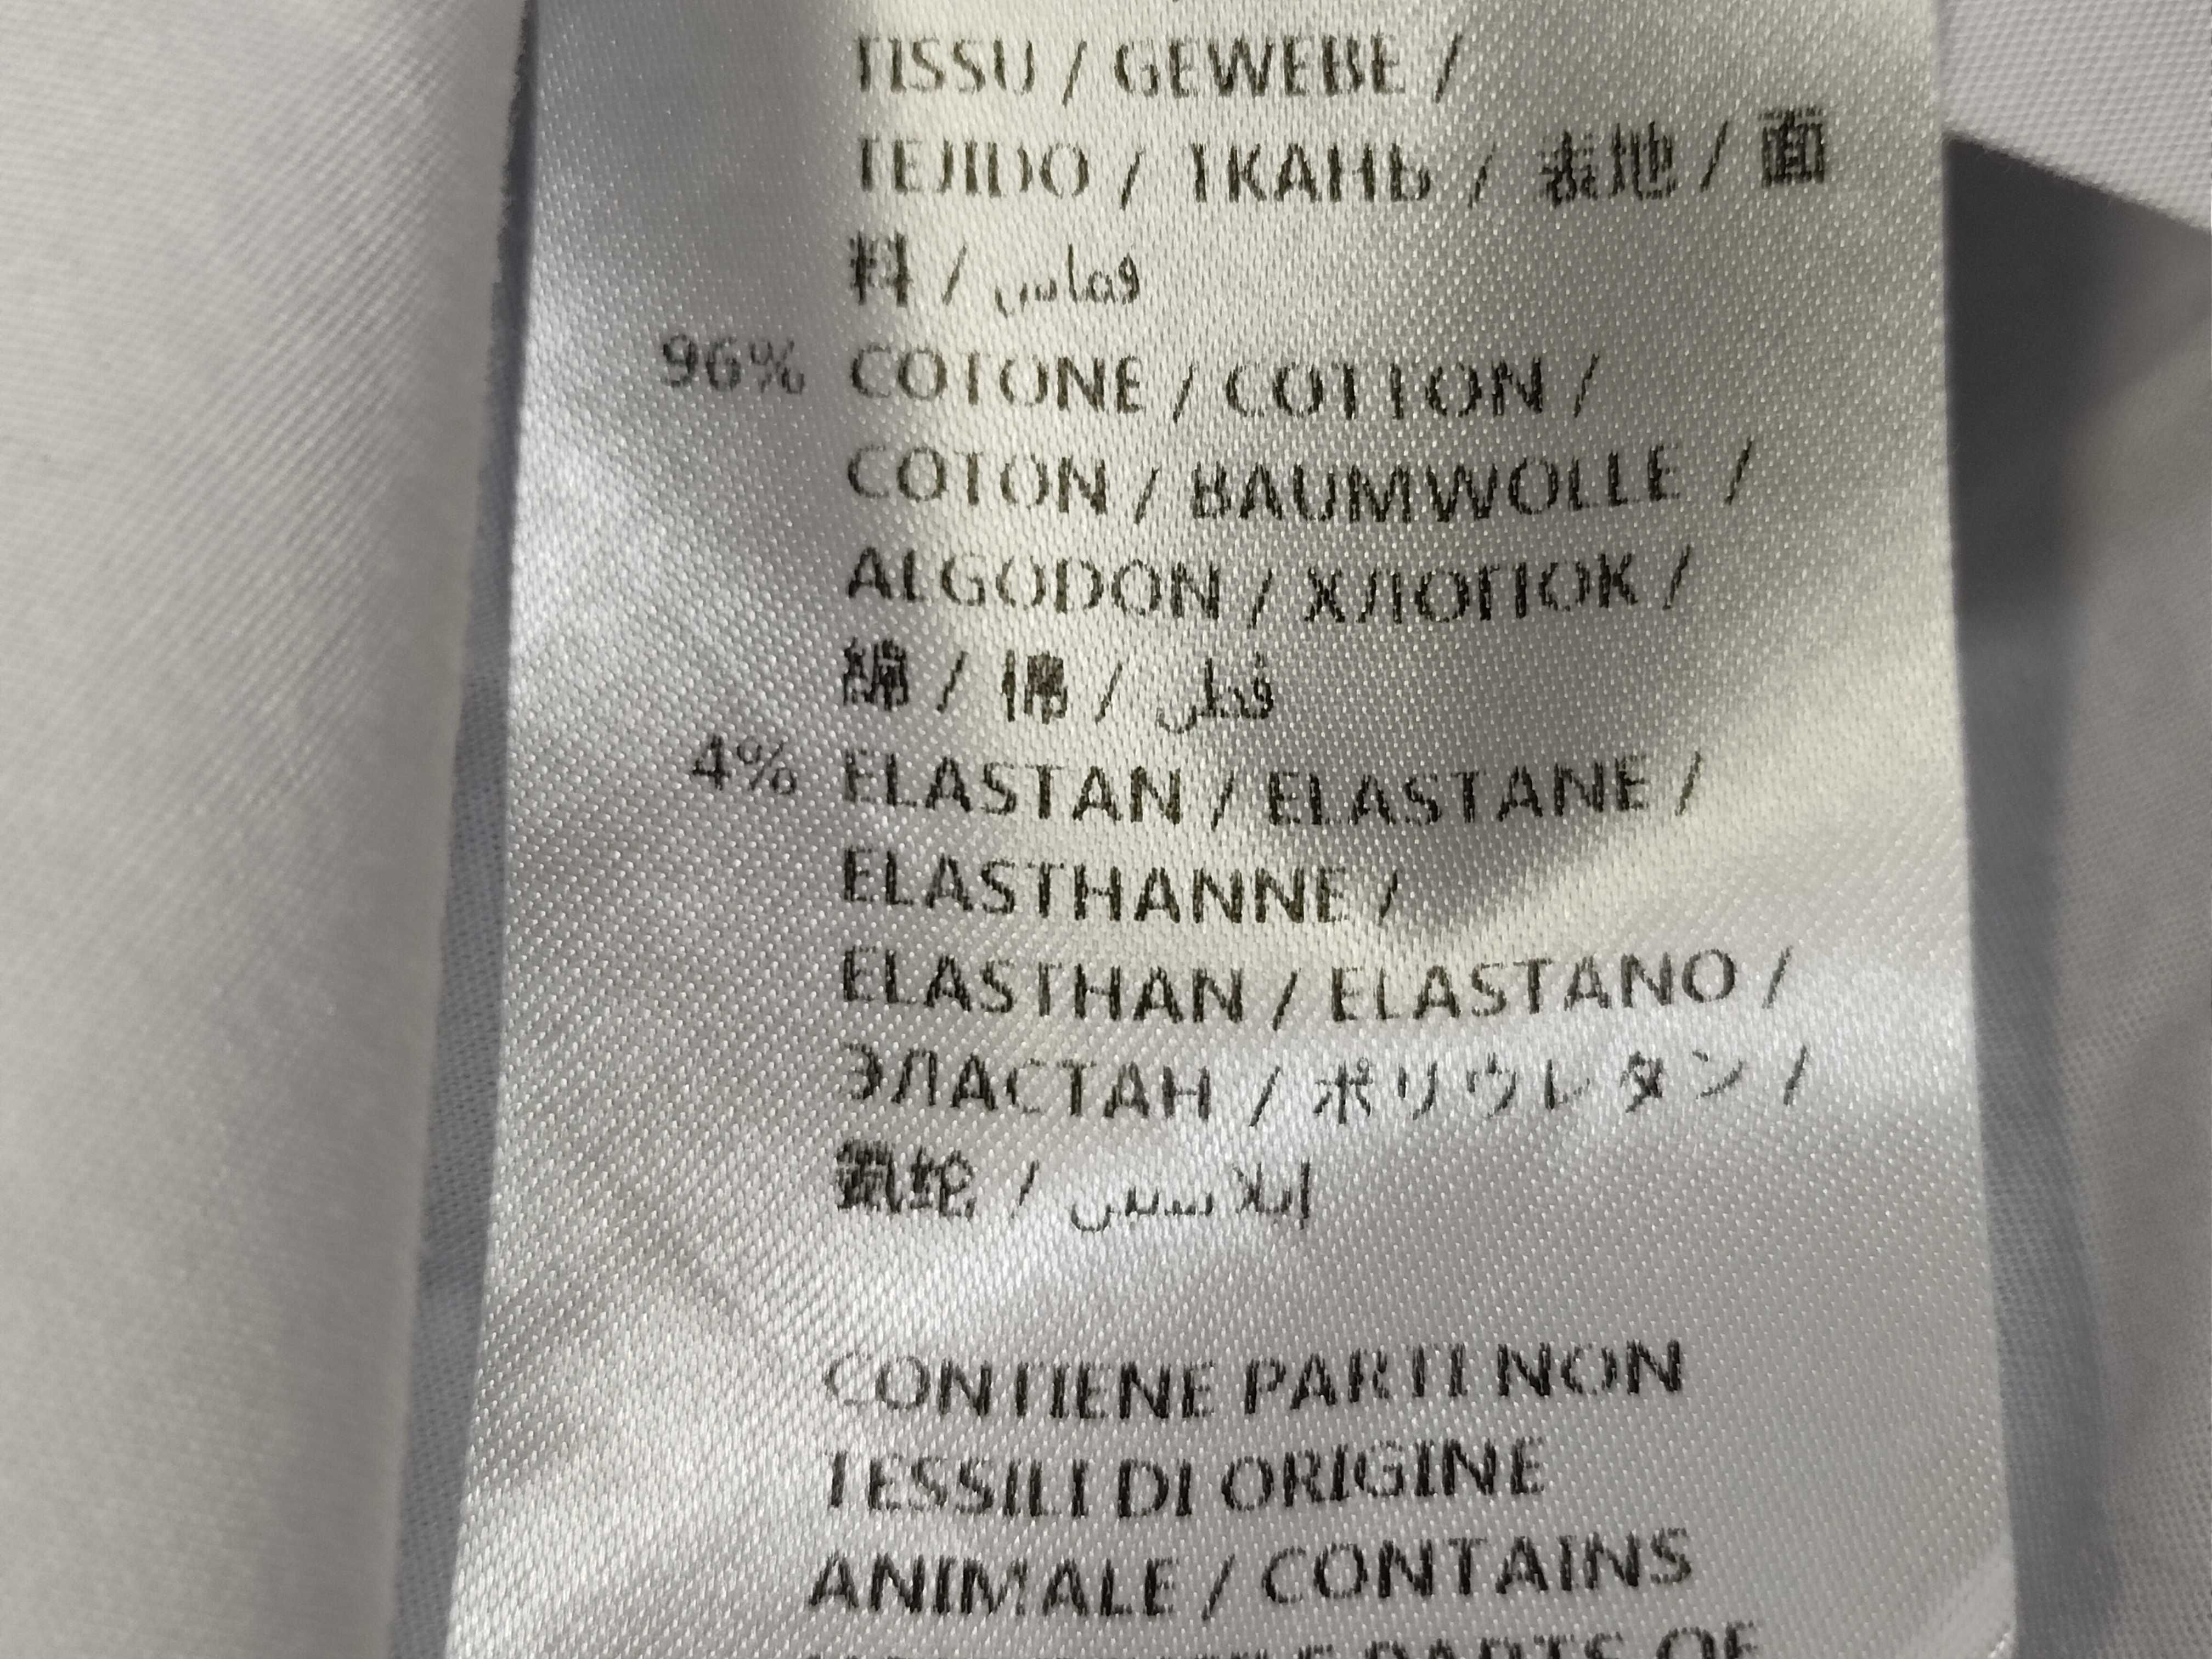 TISSU / GEWEBE /
TEJIDO / ТКАНЬ / 表地 / 面
料 / قماش
96% COTONE / COTTON /
COTON / BAUMWOLLE /
ALGODON / ХЛОПОК /
綿 / 棉 / قطن
4% ELASTAN / ELASTANE /
ELASTHANNE /
ELASTHAN / ELASTANO /
ЭЛАСТАН / ポリウレタン /
氨纶 /
CONTIENE PARTI NON
TESSILI DI ORIGINE
ANIMALE / CONTAINS
PARTS OF